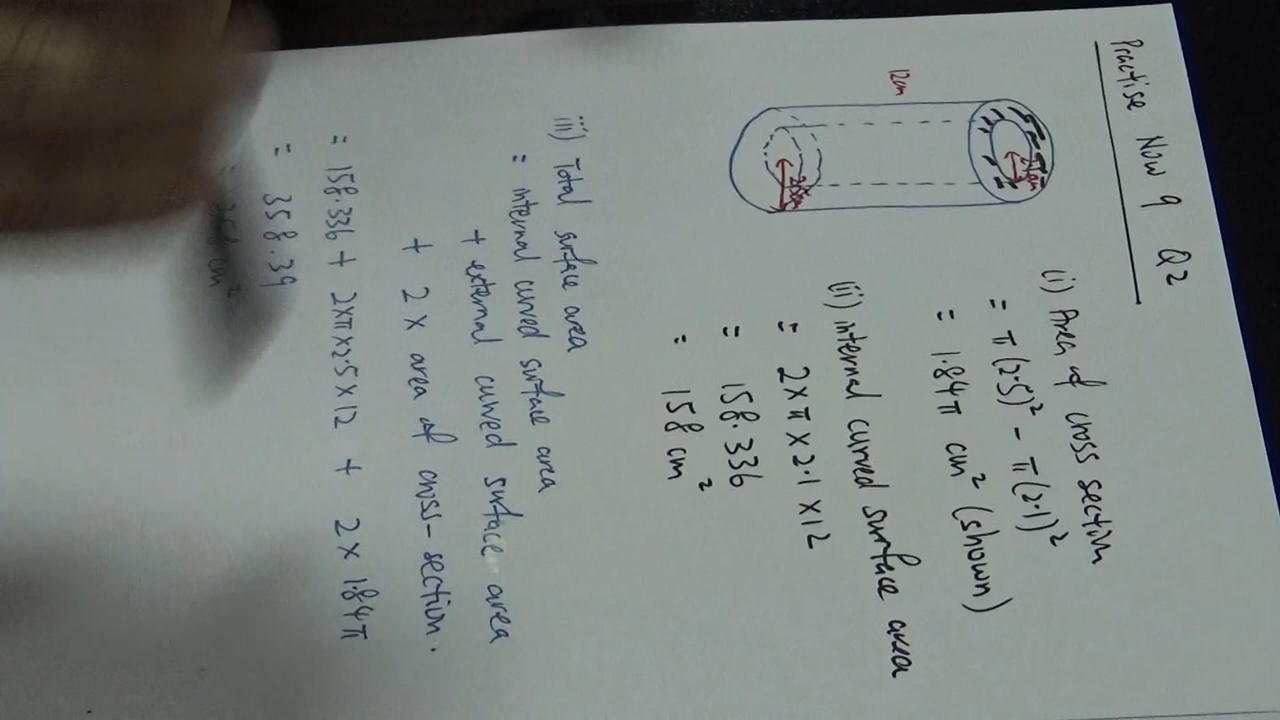 Practise Now 9 Q2
12cm
(i) Area of cross section
= π(2.5)² - π(2.1)²
= 1.84π cm² (shown)
(ii) internal curved surface area
= 2×π×2.1×12
= 158.336
= 158 cm²
iii) Total surface area
= internal curved surface area
+ external curved surface area
+ 2× area of cross-section.
= 158.336 + 2×π×2.5×12 + 2×1.84π
= 358.39
= 358 cm²